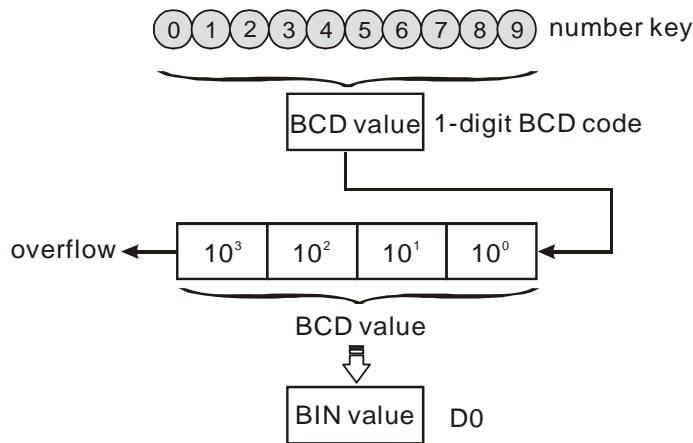 0 1 2 3 4 5 6 7 8 9 number key
BCD value 1-digit BCD code
overflow 10³ 10² 10¹ 10⁰
BCD value
BIN value D0